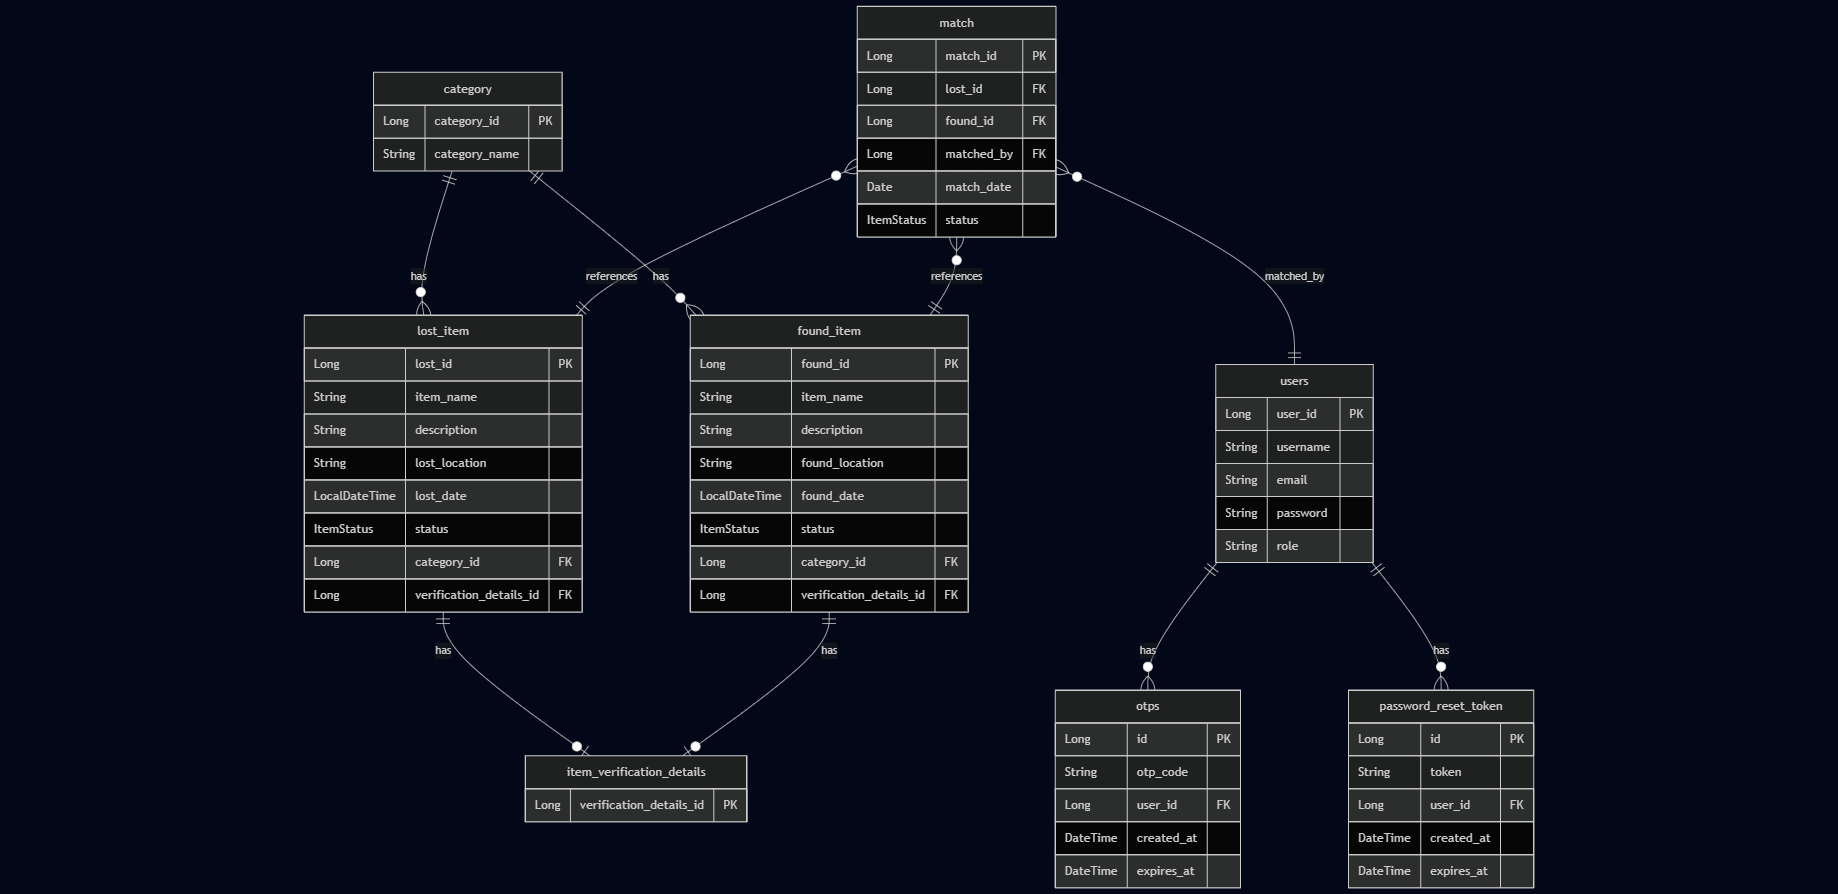 match
Long match_id PK
Long lost_id FK
Long found_id FK
Long matched_by FK
Date match_date
ItemStatus status
category
Long category_id PK
String category_name
has
references
has
references
matched_by
lost_item
Long lost_id PK
String item_name
String description
String lost_location
LocalDateTime lost_date
ItemStatus status
Long category_id FK
Long verification_details_id FK
found_item
Long found_id PK
String item_name
String description
String found_location
LocalDateTime found_date
ItemStatus status
Long category_id FK
Long verification_details_id FK
users
Long user_id PK
String username
String email
String password
String role
has
has
has
has
item_verification_details
Long verification_details_id PK
otps
Long id PK
String otp_code
Long user_id FK
DateTime created_at
DateTime expires_at
password_reset_token
Long id PK
String token
Long user_id FK
DateTime created_at
DateTime expires_at